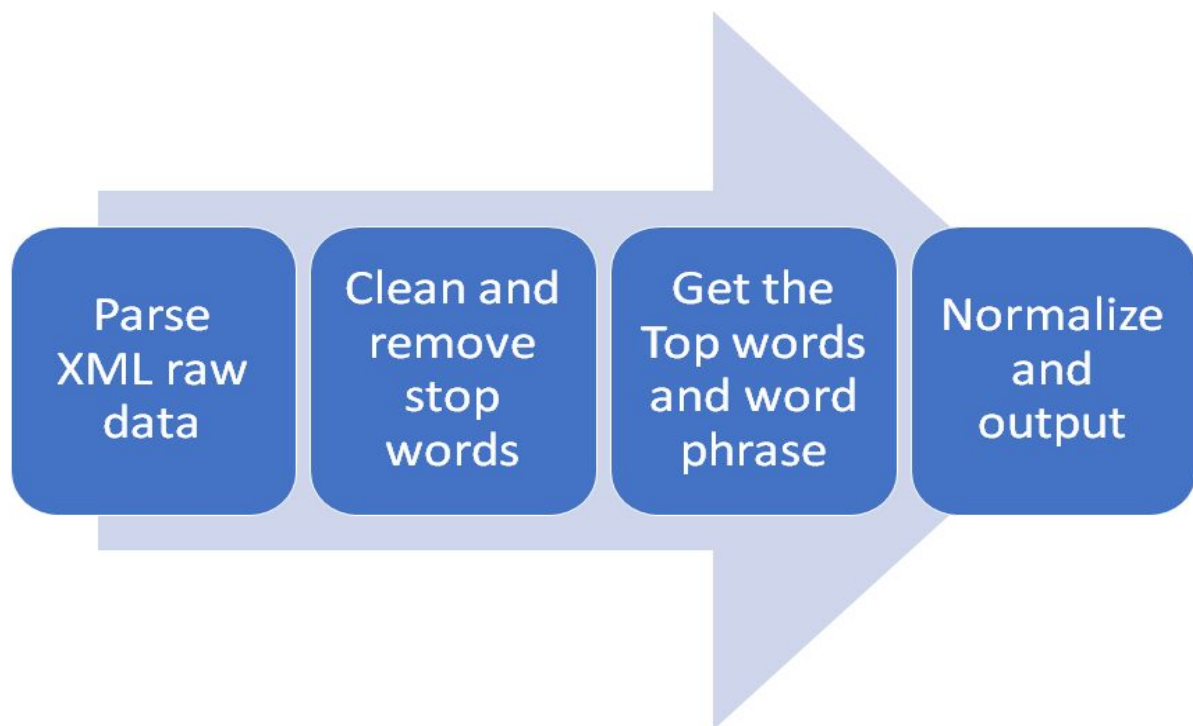 Parse
XML raw
data
Clean and
remove
stop
words
Get the
Top words
and word
phrase
Normalize
and
output